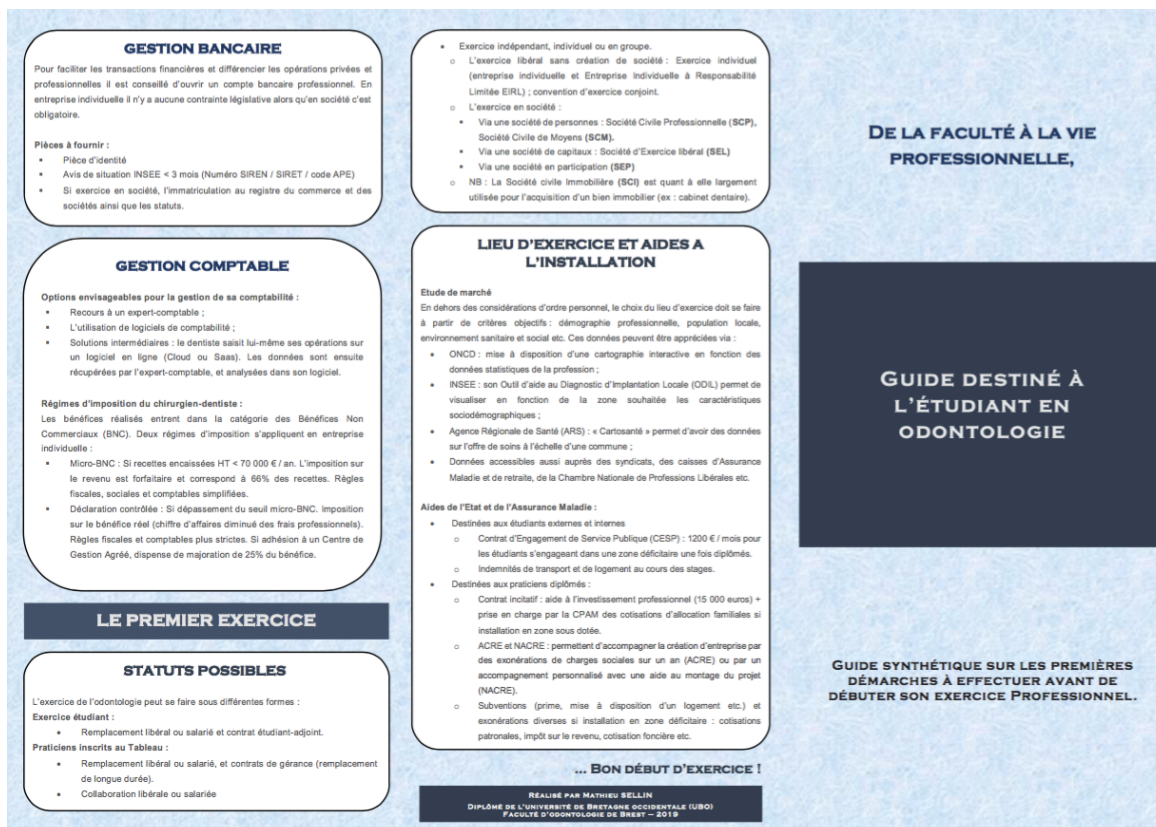 GESTION BANCAIRE
Pour faciliter les transactions financières et différencier les opérations privées et
professionnelles il est conseillé d'ouvrir un compte bancaire professionnel. En
entreprise individuelle il n'y a aucune contrainte législative alors qu'en société c'est
obligatoire.
Pièces à fournir :
▪ Pièce d'identité
▪ Avis de situation INSEE < 3 mois (Numéro SIREN / SIRET / code APE)
▪ Si exercice en société, l'immatriculation au registre du commerce et des
sociétés ainsi que les statuts.
GESTION COMPTABLE
Options envisageables pour la gestion de sa comptabilité :
▪ Recours à un expert-comptable ;
▪ L'utilisation de logiciels de comptabilité ;
▪ Solutions intermédiaires : le dentiste saisit lui-même ses opérations sur
un logiciel en ligne (Cloud ou Saas). Les données sont ensuite
récupérées par l'expert-comptable, et analysées dans son logiciel.
Régimes d'imposition du chirurgien-dentiste :
Les bénéfices réalisés entrent dans la catégorie des Bénéfices Non
Commerciaux (BNC). Deux régimes d'imposition s'appliquent en entreprise
individuelle :
▪ Micro-BNC : Si recettes encaissées HT < 70 000 € / an. L'imposition sur
le revenu est forfaitaire et correspond à 66% des recettes. Règles
fiscales, sociales et comptables simplifiées.
▪ Déclaration contrôlée : Si dépassement du seuil micro-BNC. Imposition
sur le bénéfice réel (chiffre d'affaires diminué des frais professionnels).
Règles fiscales et comptables plus strictes. Si adhésion à un Centre de
Gestion Agréé, dispense de majoration de 25% du bénéfice.
LE PREMIER EXERCICE
STATUTS POSSIBLES
L'exercice de l'odontologie peut se faire sous différentes formes :
Exercice étudiant :
• Remplacement libéral ou salarié et contrat étudiant-adjoint.
Praticiens inscrits au Tableau :
• Remplacement libéral ou salarié, et contrats de gérance (remplacement
de longue durée).
• Collaboration libérale ou salariée
• Exercice indépendant, individuel ou en groupe.
o L'exercice libéral sans création de société : Exercice individuel
(entreprise individuelle et Entreprise Individuelle à Responsabilité
Limitée EIRL) ; convention d'exercice conjoint.
o L'exercice en société :
▪ Via une société de personnes : Société Civile Professionnelle (SCP),
Société Civile de Moyens (SCM).
▪ Via une société de capitaux : Société d'Exercice libéral (SEL)
▪ Via une société en participation (SEP)
o NB : La Société civile Immobilière (SCI) est quant à elle largement
utilisée pour l'acquisition d'un bien immobilier (ex : cabinet dentaire).
LIEU D'EXERCICE ET AIDES A
L'INSTALLATION
Etude de marché
En dehors des considérations d'ordre personnel, le choix du lieu d'exercice doit se faire
à partir de critères objectifs : démographie professionnelle, population locale,
environnement sanitaire et social etc. Ces données peuvent être appréciées via :
• ONCD : mise à disposition d'une cartographie interactive en fonction des
données statistiques de la profession ;
• INSEE : son Outil d'aide au Diagnostic d'Implantation Locale (ODIL) permet de
visualiser en fonction de la zone souhaitée les caractéristiques
sociodémographiques ;
• Agence Régionale de Santé (ARS) : « Cartosanté » permet d'avoir des données
sur l'offre de soins à l'échelle d'une commune ;
• Données accessibles aussi auprès des syndicats, des caisses d'Assurance
Maladie et de retraite, de la Chambre Nationale de Professions Libérales etc.
Aides de l'Etat et de l'Assurance Maladie :
• Destinées aux étudiants externes et internes
o Contrat d'Engagement de Service Publique (CESP) : 1200 € / mois pour
les étudiants s'engageant dans une zone déficitaire une fois diplômés.
o Indemnités de transport et de logement au cours des stages.
• Destinées aux praticiens diplômés :
o Contrat incitatif : aide à l'investissement professionnel (15 000 euros) +
prise en charge par la CPAM des cotisations d'allocation familiales si
installation en zone sous dotée.
o ACRE et NACRE : permettent d'accompagner la création d'entreprise par
des exonérations de charges sociales sur un an (ACRE) ou par un
accompagnement personnalisé avec une aide au montage du projet
(NACRE).
o Subventions (prime, mise à disposition d'un logement etc.) et
exonérations diverses si installation en zone déficitaire : cotisations
patronales, impôt sur le revenu, cotisation foncière etc.
... BON DÉBUT D'EXERCICE !
RÉALISÉ PAR MATHIEU SELLIN
DIPLÔMÉ DE L'UNIVERSITÉ DE BRETAGNE OCCIDENTALE (UBO)
FACULTÉ D'ODONTOLOGIE DE BREST – 2019
DE LA FACULTÉ À LA VIE
PROFESSIONNELLE,
GUIDE DESTINÉ À
L'ÉTUDIANT EN
ODONTOLOGIE
GUIDE SYNTHÉTIQUE SUR LES PREMIÈRES
DÉMARCHES À EFFECTUER AVANT DE
DÉBUTER SON EXERCICE PROFESSIONNEL.